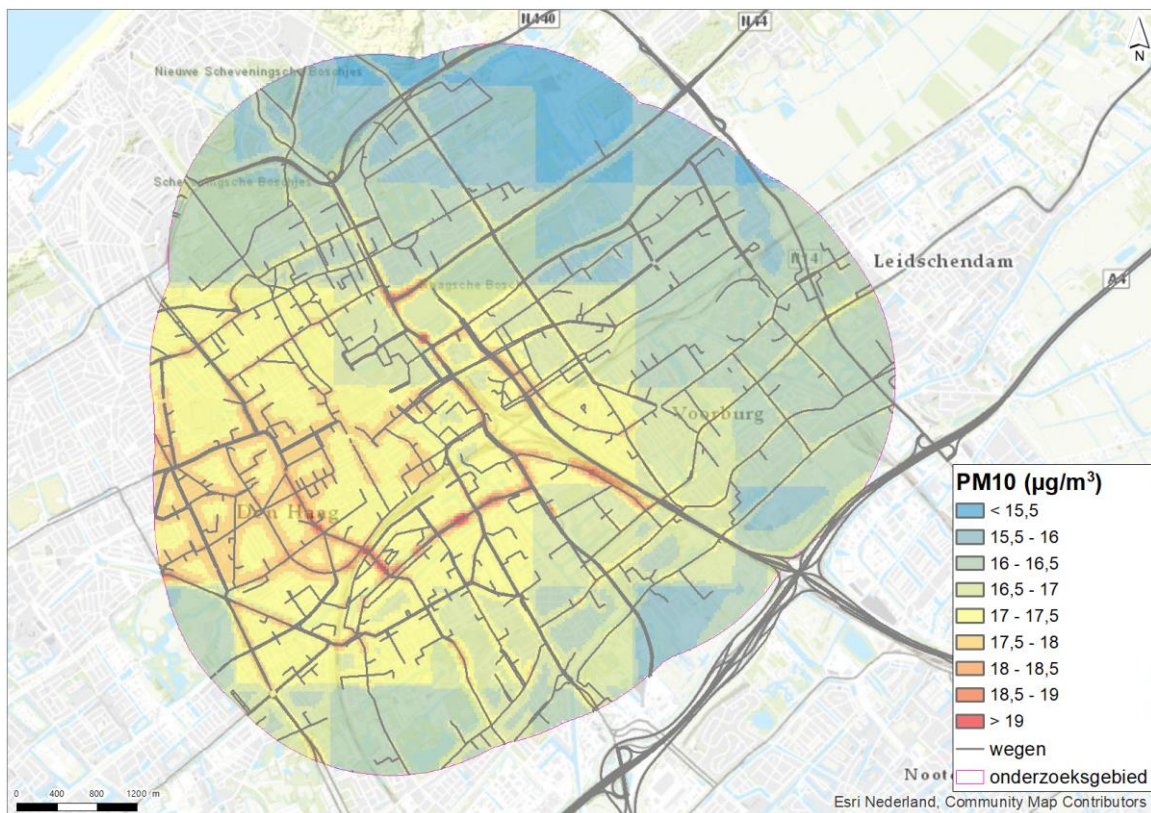 N440
N44
N
Nieuwe Scheveningsche Boschjes
Scheveningsche Boschjes
N14
Leidschendam
A4
Haagsche Bosch
Voorburg
Den Haag
PM10 (µg/m³)
< 15,5
15,5 - 16
16 - 16,5
16,5 - 17
17 - 17,5
17,5 - 18
18 - 18,5
18,5 - 19
> 19
wegen
onderzoeksgebied
Noot
0 400 800 1200 m
Esri Nederland, Community Map Contributors